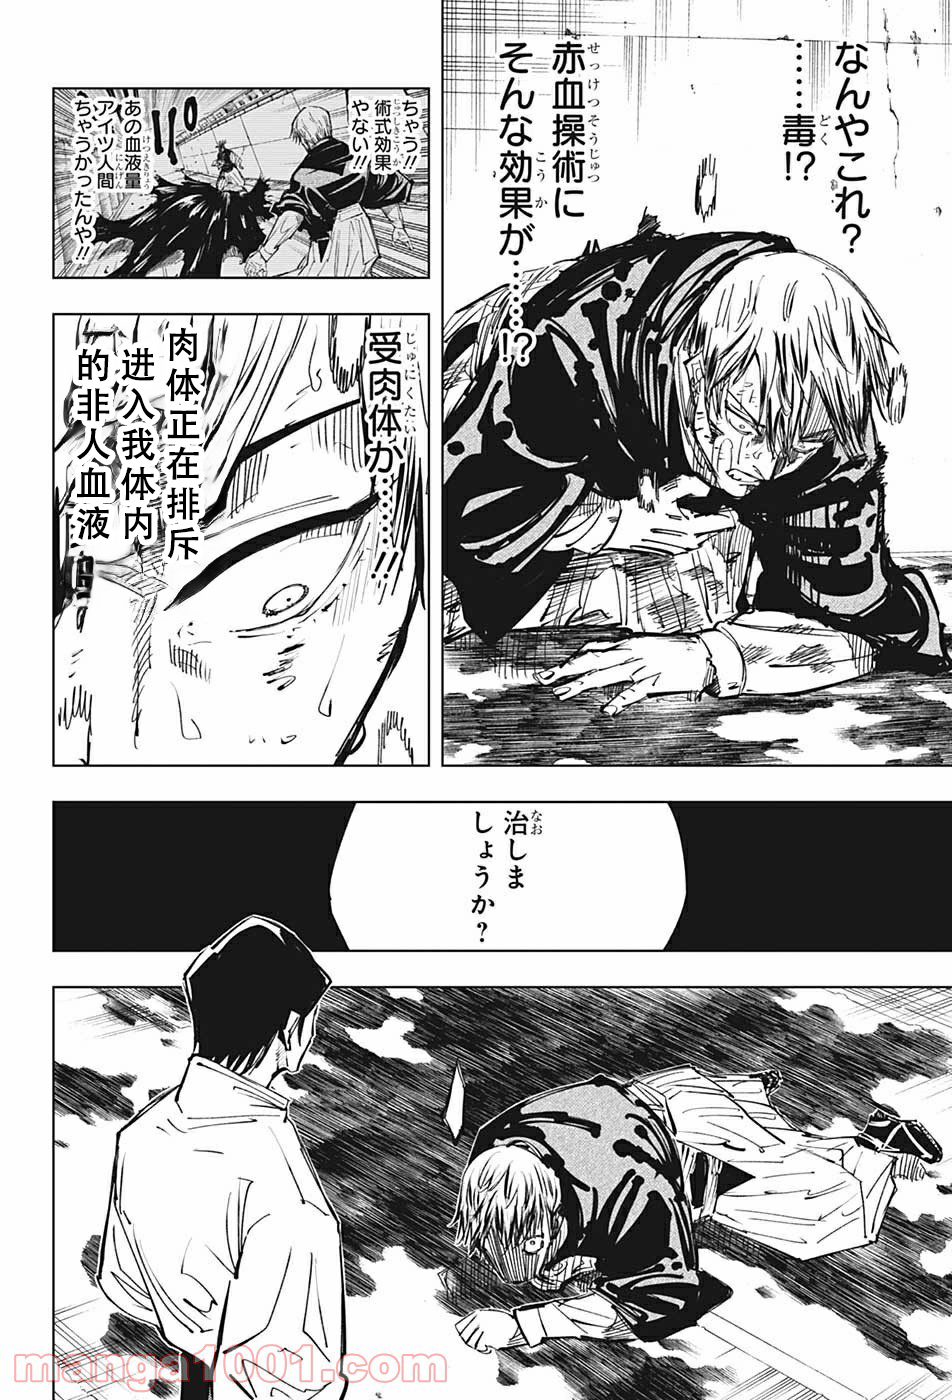 なんやこれ?
……毒!?
赤血操術に
そんな効果が……!?
ちゃう!!
術式効果
やない!!
あの血液量
アイツ人間
ちゃうかったんや!!
受肉体か……!!
肉体正在排斥
进入我体内
的非人血液
治しま
しょうか?
manga1001.com